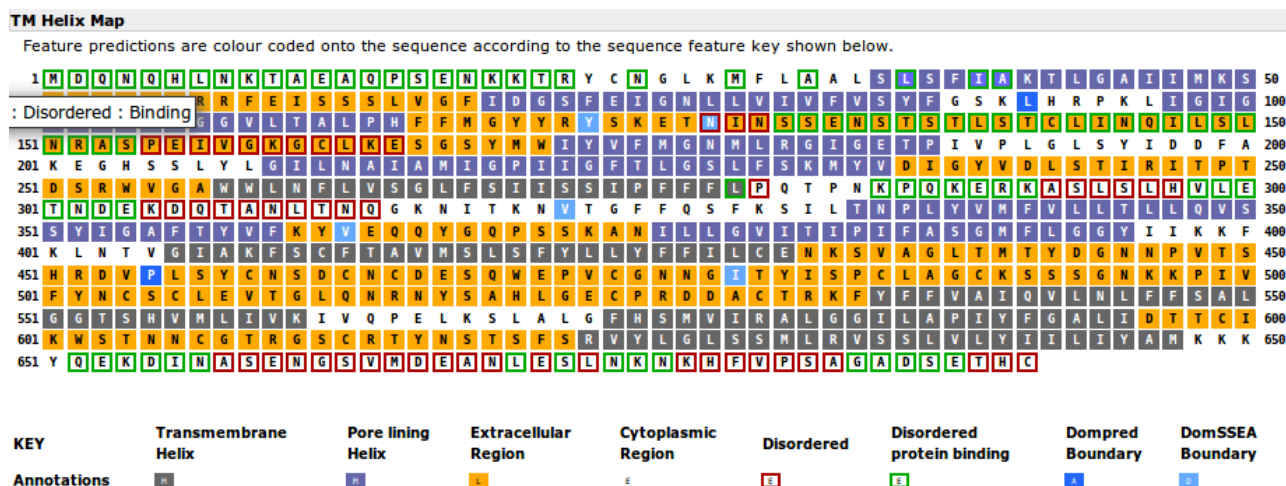 TM Helix Map
Feature predictions are colour coded onto the sequence according to the sequence feature key shown below.
1 M D Q N Q H L N K T A E A Q P S E N K K T R Y C N G L K M F L A A L S L S F I A K T L G A I I M K S 50
R R F E I S S S L V G F I D G S F E I G N L L V I V F V S Y F G S K L H R P K L I G I G 100
: Disordered : Binding
G G V L T A L P H F F M G Y Y R Y S K E T N I N S S E N S T S T L S T C L I N Q I L S L 150
151 N R A S P E I V G K G C L K E S G S Y M W I Y V F M G N M L R G I G E T P I V P L G L S Y I D D F A 200
201 K E G H S S L Y L G I L N A I A M I G P I I G F T L G S L F S K M Y V D I G Y V D L S T I R I T P T 250
251 D S R W V G A W W L N F L V S G L F S I I S S I P F F F L P Q T P N K P Q K E R K A S L S L H V L E 300
301 T N D E K D Q T A N L T N Q G K N I T K N V T G F F Q S F K S I L T N P L Y V M F V L L T L L Q V S 350
351 S Y I G A F T Y V F K Y V E Q Q Y G Q P S S K A N I L L G V I T I P I F A S G M F L G G Y I I K K F 400
401 K L N T V G I A K F S C F T A V M S L S F Y L L Y F F I L C E N K S V A G L T M T Y D G N N P V T S 450
451 H R D V P L S Y C N S D C N C D E S Q W E P V C G N N G I T Y I S P C L A G C K S S S G N K K P I V 500
501 F Y N C S C L E V T G L Q N R N Y S A H L G E C P R D D A C T R K F Y F F V A I Q V L N L F F S A L 550
551 G G T S H V M L I V K I V Q P E L K S L A L G F H S M V I R A L G G I L A P I Y F G A L I D T T C I 600
601 K W S T N N C G T R G S C R T Y N S T S F S R V Y L G L S S M L R V S S L V L Y I I L I Y A M K K K 650
651 Y Q E K D I N A S E N G S V M D E A N L E S L N K N K H F V P S A G A D S E T H C
KEY
Transmembrane Helix
Pore lining Helix
Extracellular Region
Cytoplasmic Region
Disordered
Disordered protein binding
Dompred Boundary
DomSSEA Boundary
Annotations M M L E E E A D